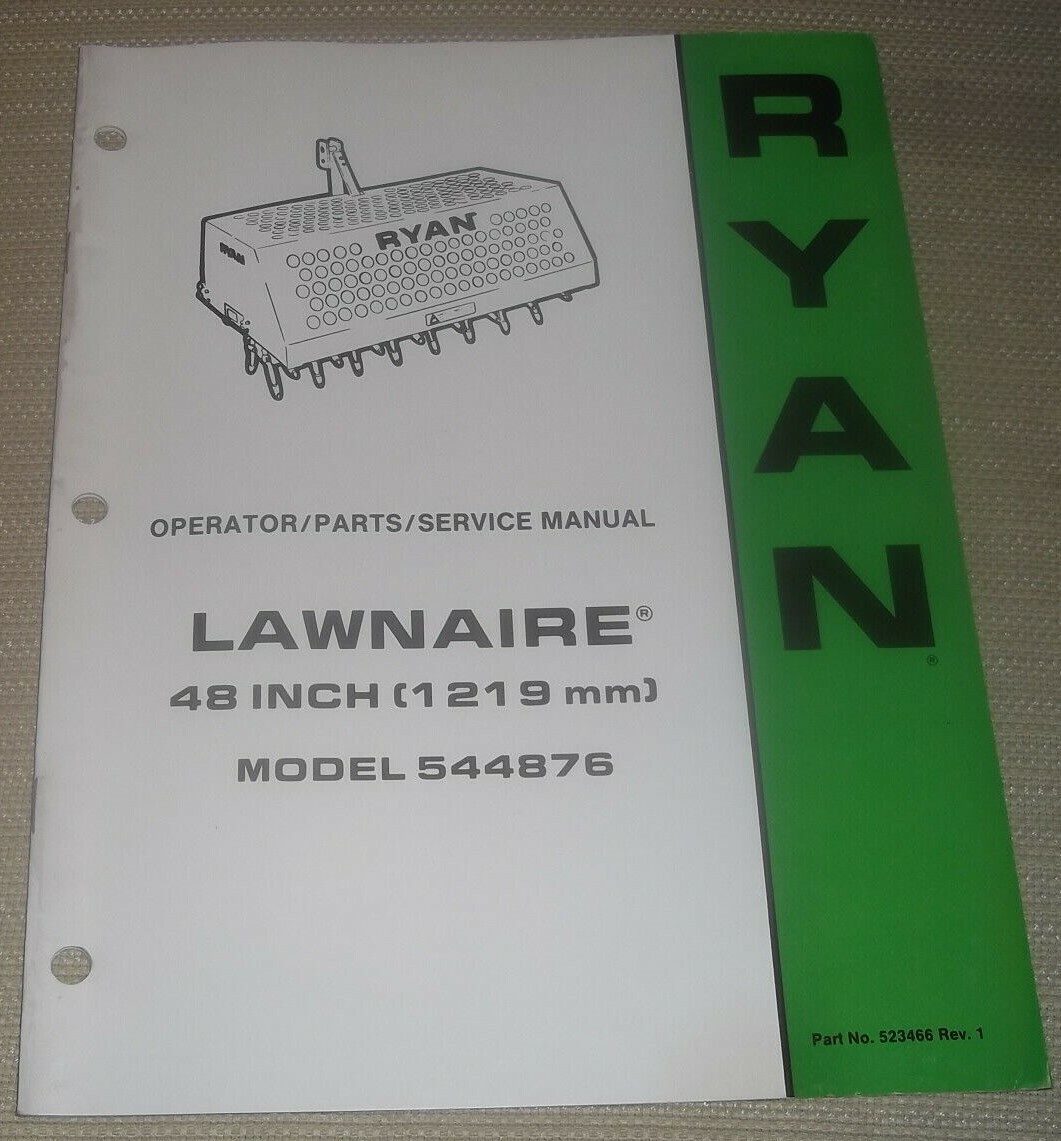 RYAN
RYAN
OPERATOR/PARTS/SERVICE MANUAL
LAWNAIRE®
48 INCH (1219 mm)
MODEL 544876
RYAN®
Part No. 523466 Rev. 1